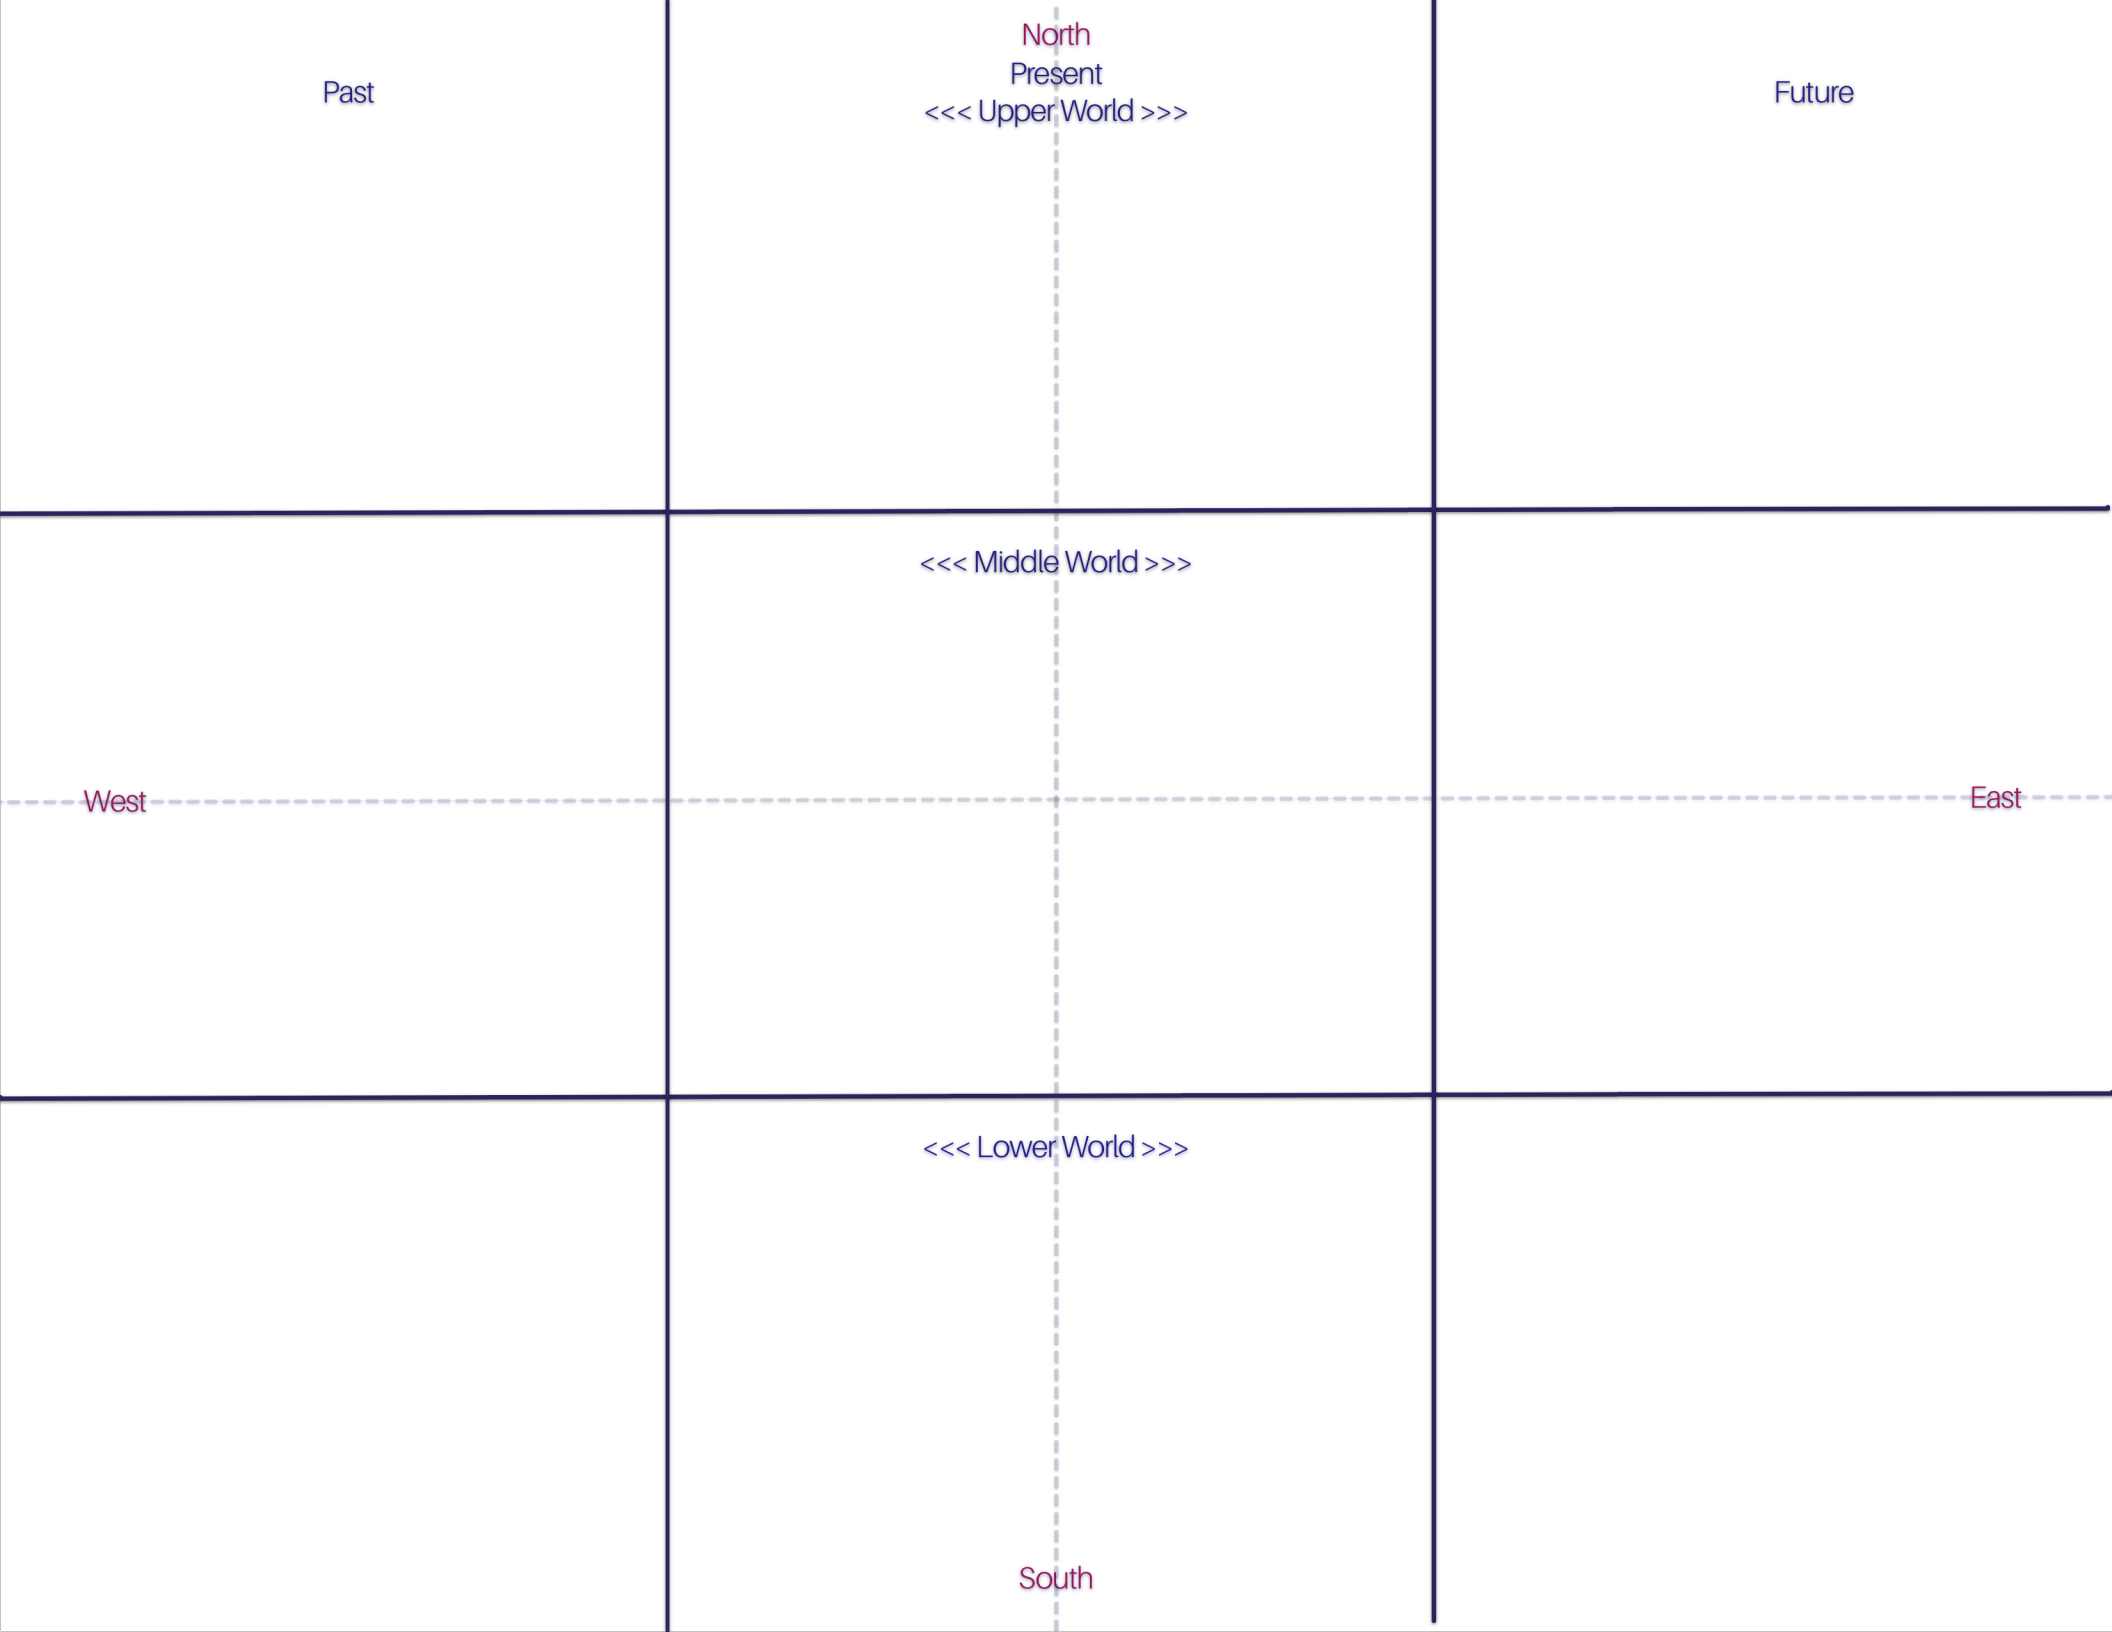 North
Past
Present
Future
<<< Upper World >>>
<<< Middle World >>>
West
East
<<< Lower World >>>
South